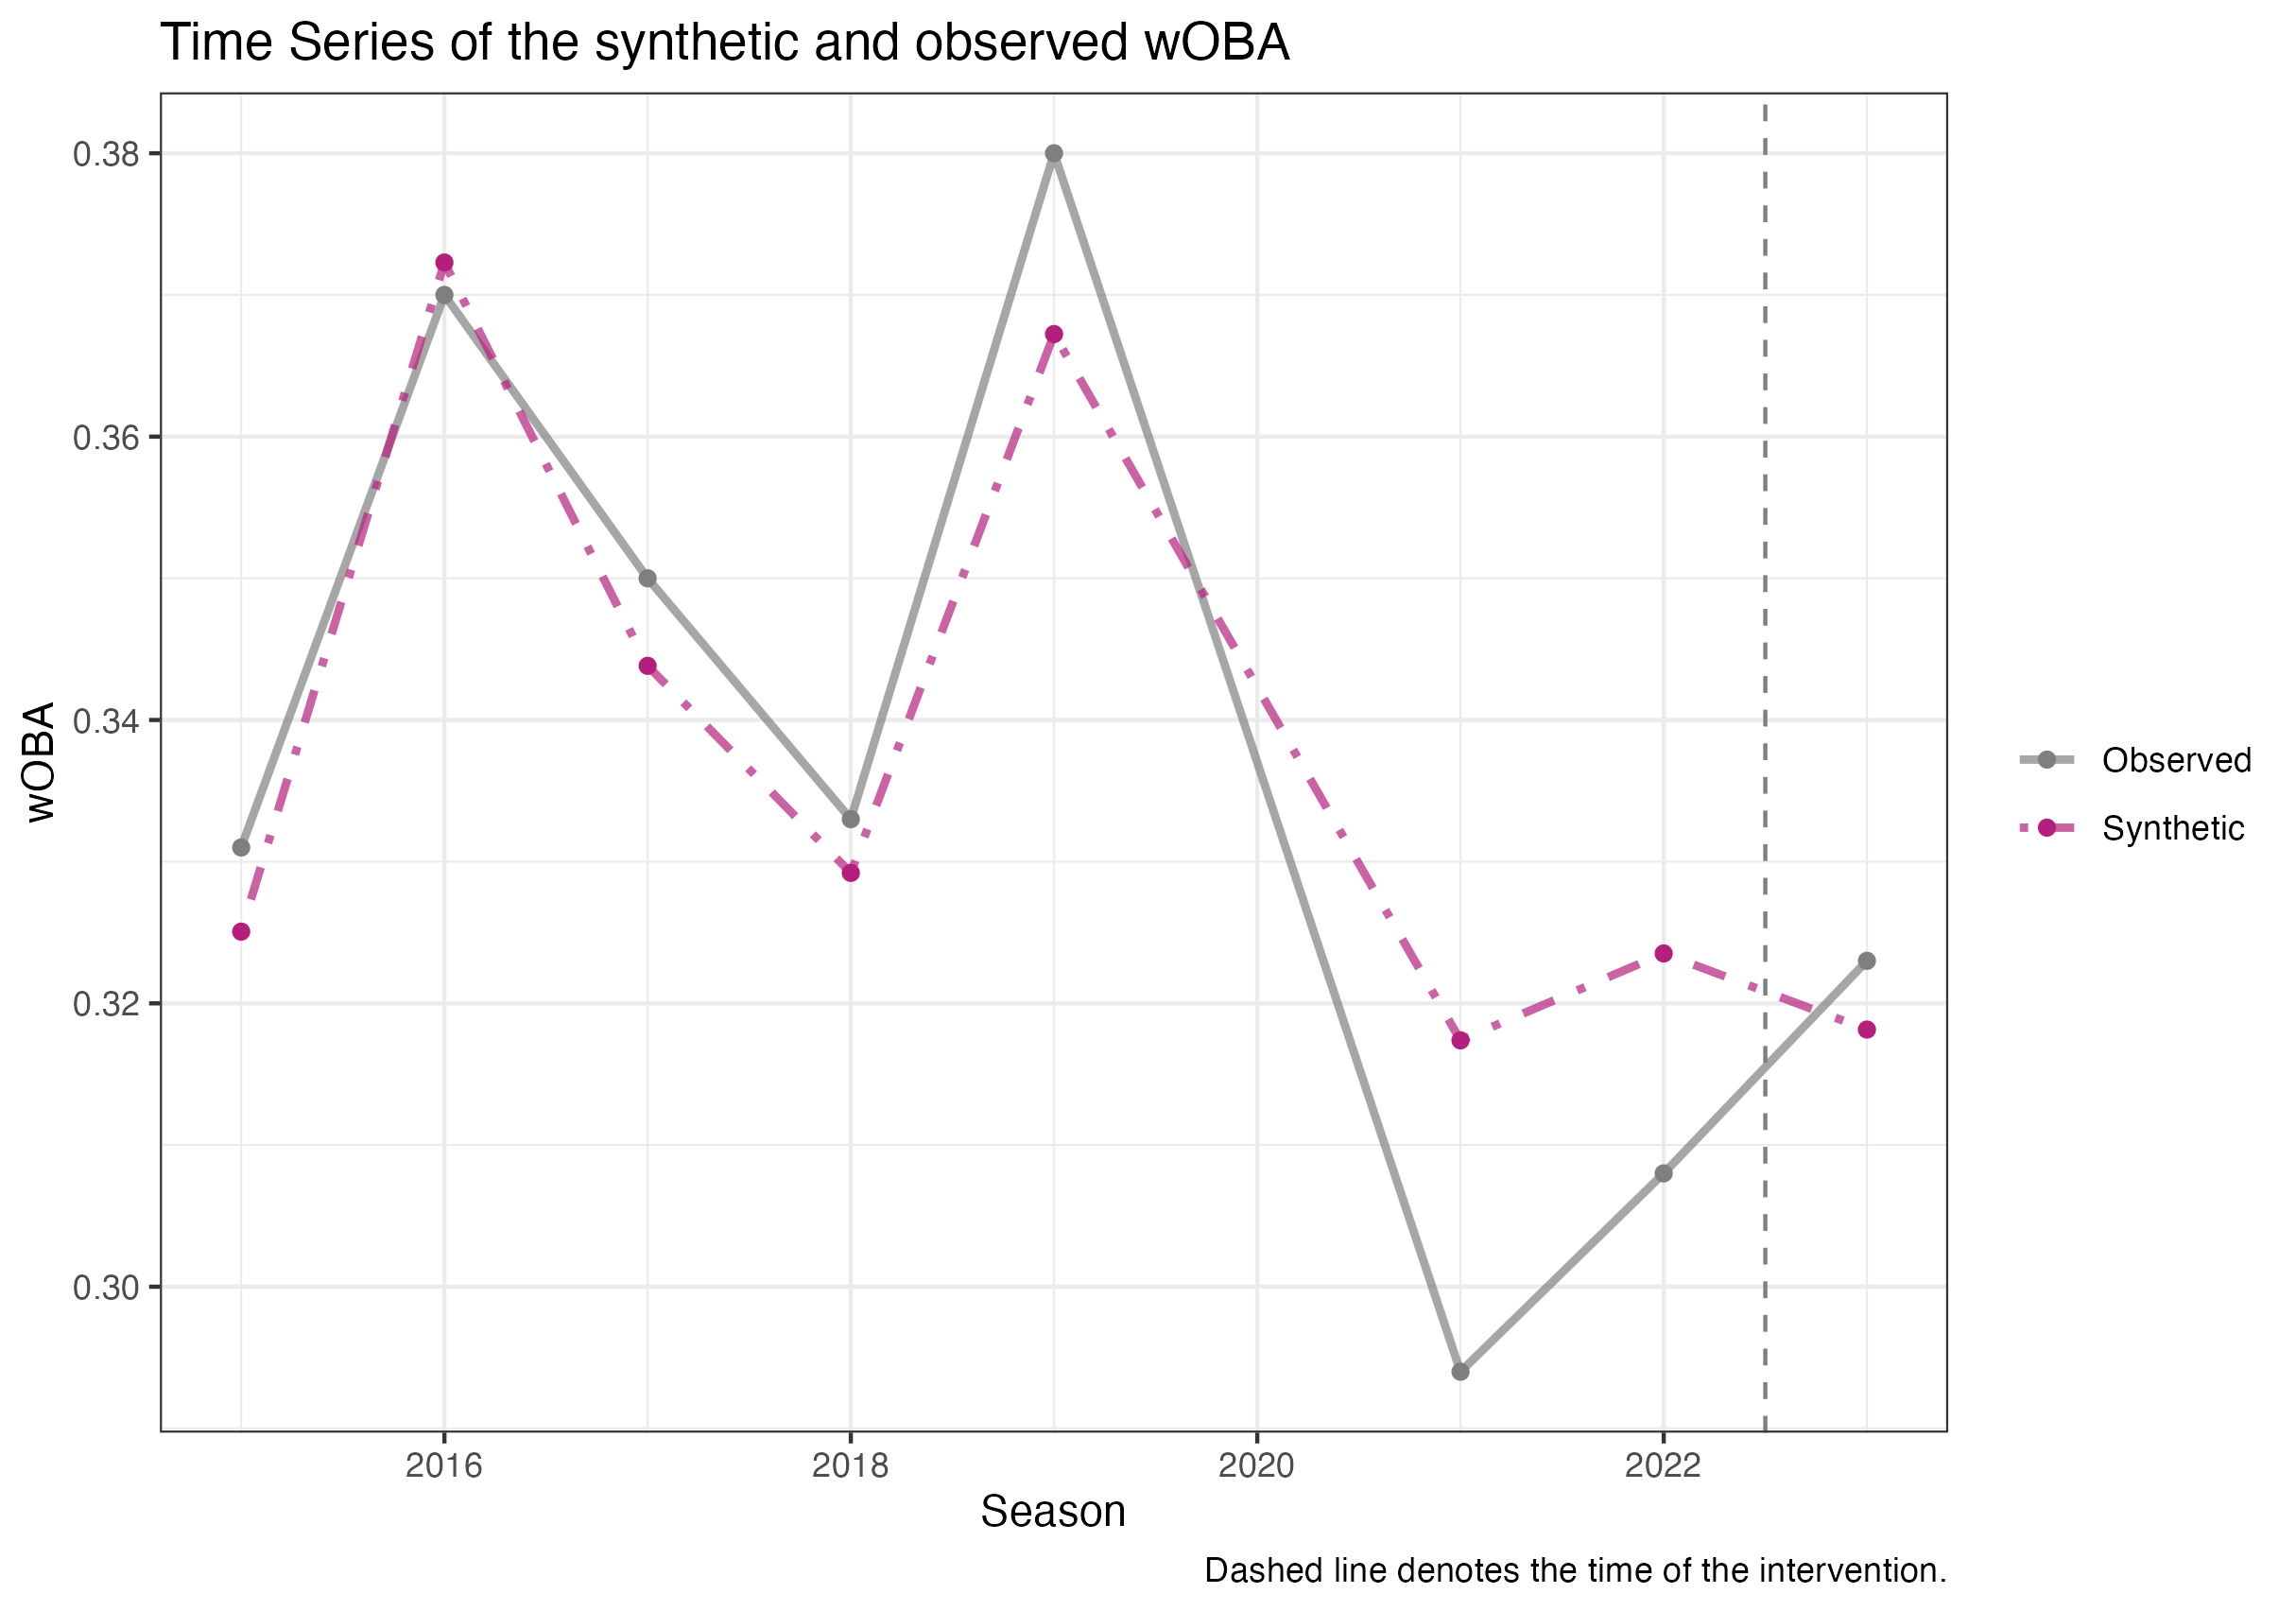 Time Series of the synthetic and observed wOBA
wOBA
0.38
0.36
0.34
0.32
0.30
2016
2018
2020
2022
Season
Observed
Synthetic
Dashed line denotes the time of the intervention.